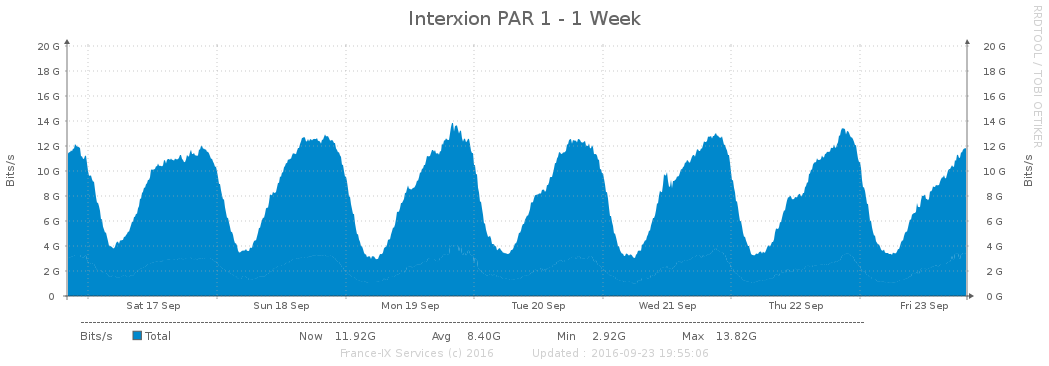 Interxion PAR 1 - 1 Week
RRDTOOL / TOBI OETIKER
20 G 20 G
18 G 18 G
16 G 16 G
14 G 14 G
12 G 12 G
10 G 10 G
8 G 8 G
6 G 6 G
4 G 4 G
2 G 2 G
0 0 G
Bits/s
Bits/s
Sat 17 Sep Sun 18 Sep Mon 19 Sep Tue 20 Sep Wed 21 Sep Thu 22 Sep Fri 23 Sep
Bits/s Total Now 11.92G Avg 8.40G Min 2.92G Max 13.82G
France-IX Services (c) 2016 Updated : 2016-09-23 19:55:06